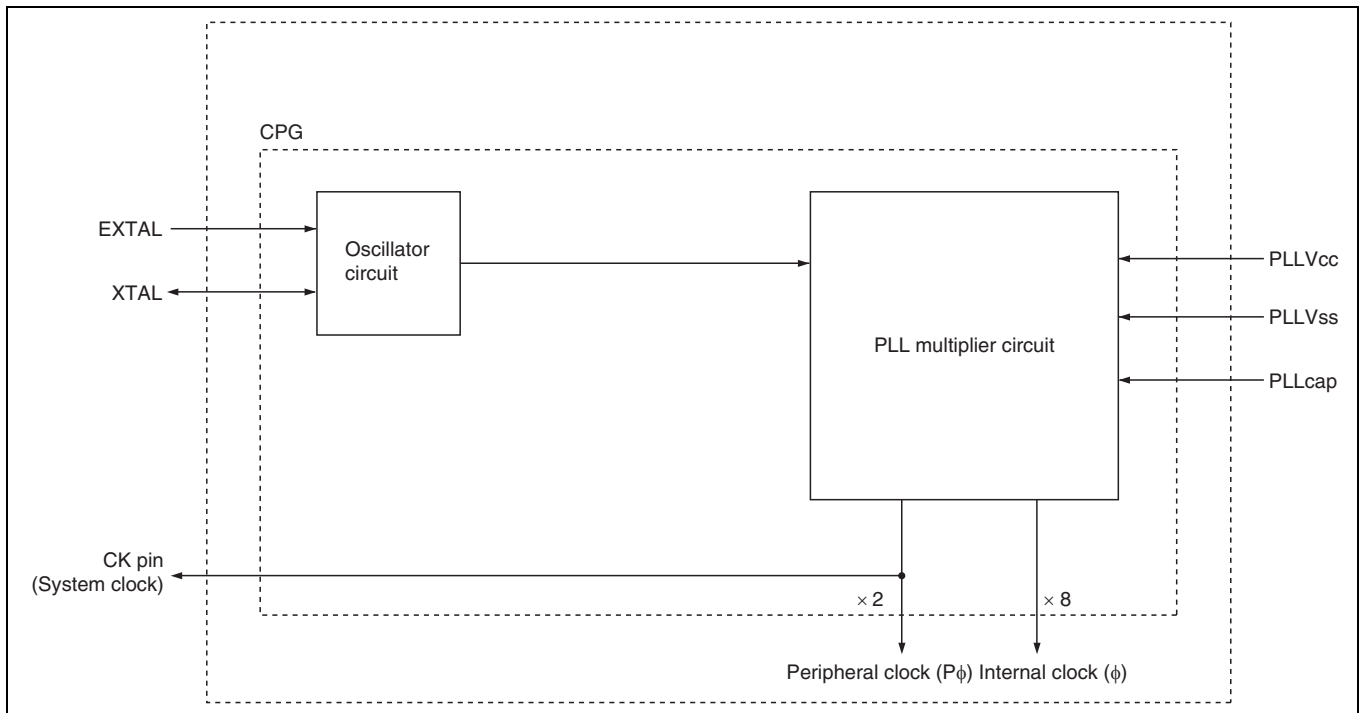 CPG
EXTAL
XTAL
Oscillator
circuit
PLL multiplier circuit
PLLVcc
PLLVss
PLLcap
CK pin
(System clock)
× 2
× 8
Peripheral clock (Pϕ) Internal clock (ϕ)